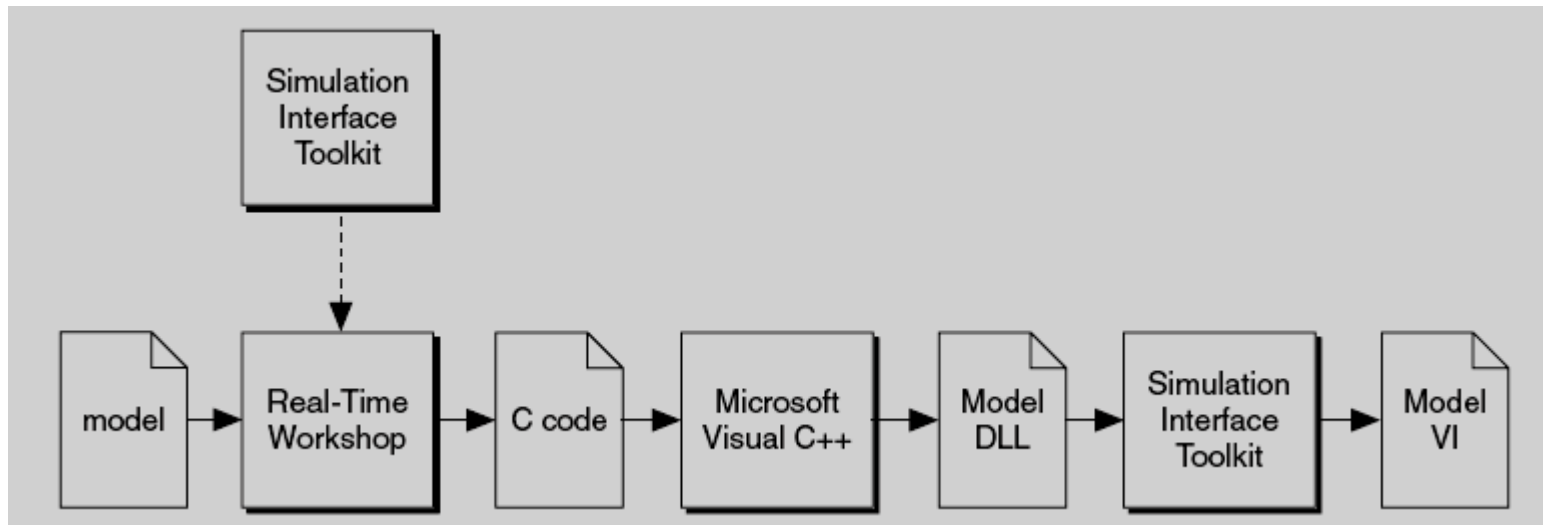 Simulation
Interface
Toolkit
model
Real-Time
Workshop
C code
Microsoft
Visual C++
Model
DLL
Simulation
Interface
Toolkit
Model
VI